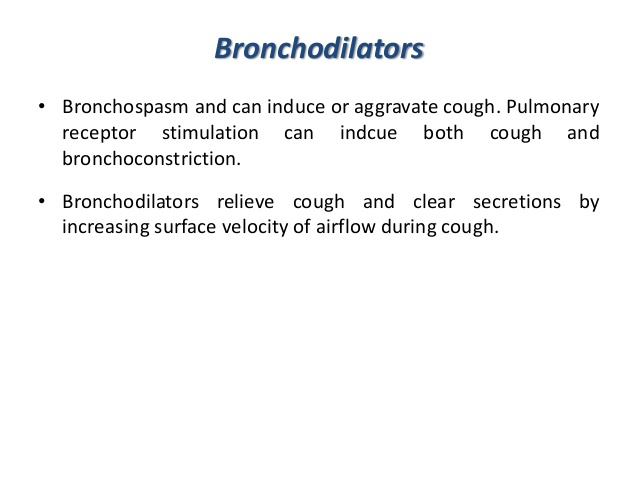 Bronchodilators
• Bronchospasm and can induce or aggravate cough. Pulmonary
receptor stimulation can indcue both cough and
bronchoconstriction.
• Bronchodilators relieve cough and clear secretions by
increasing surface velocity of airflow during cough.